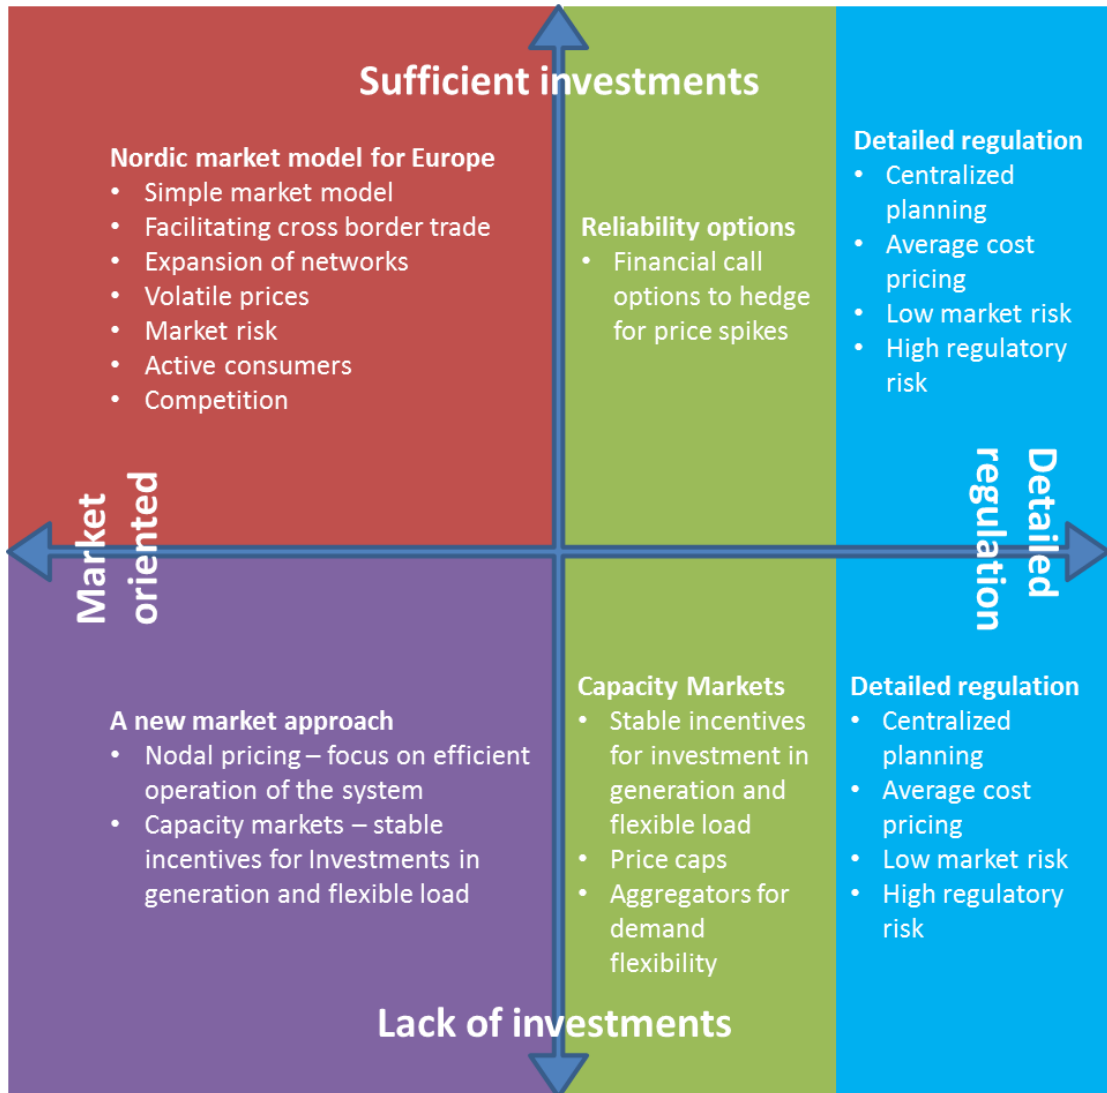 Sufficient investments
Nordic market model for Europe
• Simple market model
• Facilitating cross border trade
• Expansion of networks
• Volatile prices
• Market risk
• Active consumers
• Competition
Reliability options
• Financial call
options to hedge
for price spikes
Detailed regulation
• Centralized
planning
• Average cost
pricing
• Low market risk
• High regulatory
risk
Market
oriented
Detailed
regulation
A new market approach
• Nodal pricing – focus on efficient
operation of the system
• Capacity markets – stable
incentives for Investments in
generation and flexible load
Capacity Markets
• Stable incentives
for investment in
generation and
flexible load
• Price caps
• Aggregators for
demand
flexibility
Detailed regulation
• Centralized
planning
• Average cost
pricing
• Low market risk
• High regulatory
risk
Lack of investments